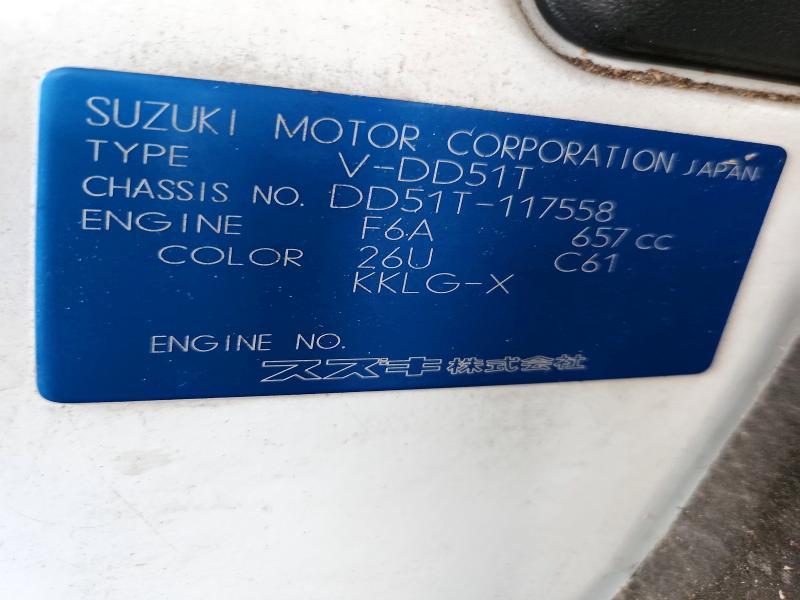 SUZUKI MOTOR CORPORATION JAPAN
TYPE V-DD51T
CHASSIS NO. DD51T-117558
ENGINE F6A 657 CC
COLOR 26U C61
KKLG-X
ENGINE NO.
スズキ株式会社